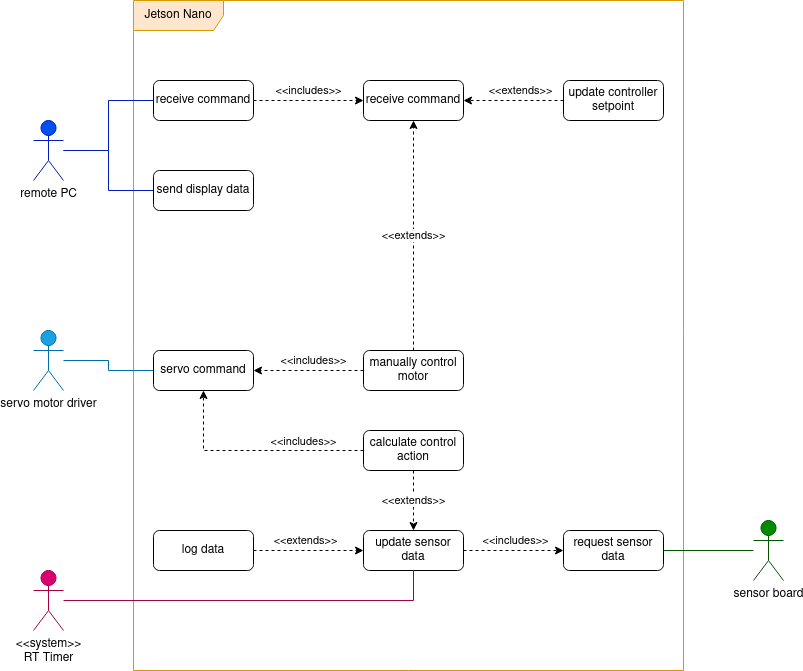 Jetson Nano
receive command
<<includes>>
receive command
<<extends>>
update controller
setpoint
remote PC
send display data
<<extends>>
servo motor driver
servo command
<<includes>>
manually control
motor
<<includes>>
calculate control
action
<<extends>>
log data
<<extends>>
update sensor
data
<<includes>>
request sensor
data
sensor board
<<system>>
RT Timer